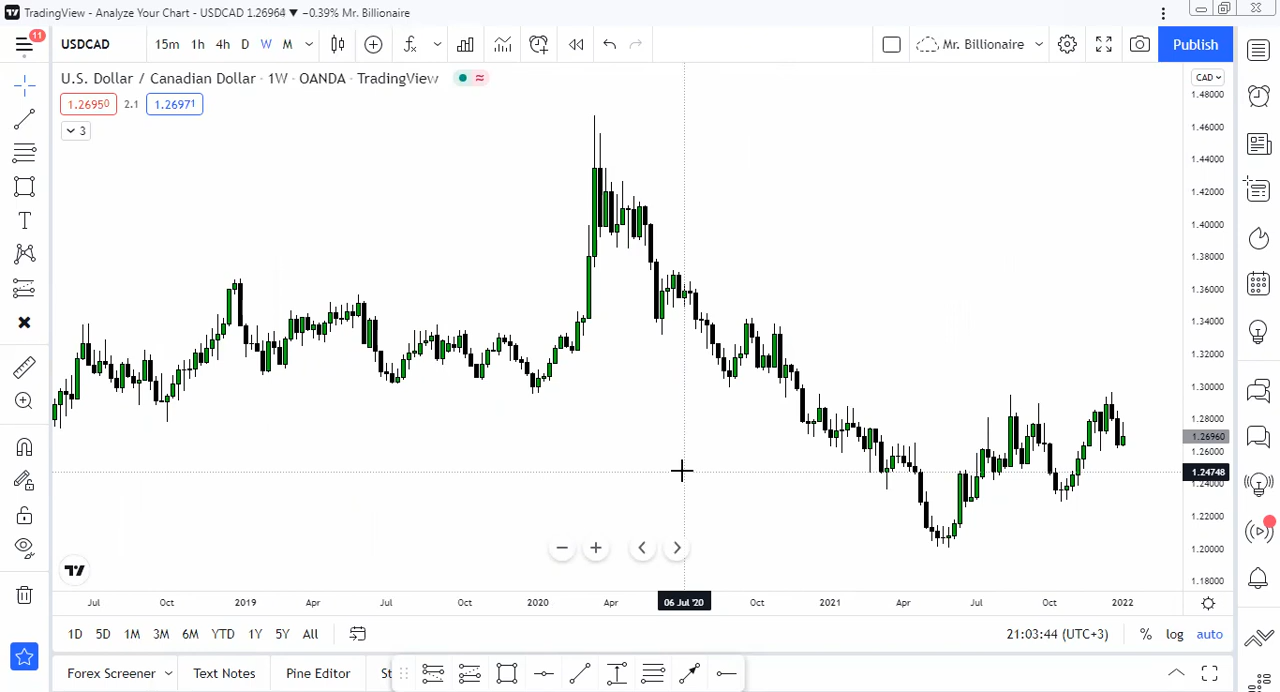 TradingView - Analyze Your Chart - USDCAD 1.26964 ▼ −0.39% Mr. Billionaire
11
USDCAD 15m 1h 4h D W M Mr. Billionaire Publish
U.S. Dollar / Canadian Dollar · 1W · OANDA · TradingView
CAD
1.26950 2.1 1.26971
3
1.48000
1.46000
1.44000
1.42000
1.40000
1.38000
1.36000
1.34000
1.32000
1.30000
1.28000
1.26960
1.26000
1.24748
1.24000
1.22000
1.20000
1.18000
Jul Oct 2019 Apr Jul Oct 2020 Apr 06 Jul '20 Oct 2021 Apr Jul Oct 2022
1D 5D 1M 3M 6M YTD 1Y 5Y All 21:03:44 (UTC+3) % log auto
Forex Screener Text Notes Pine Editor St